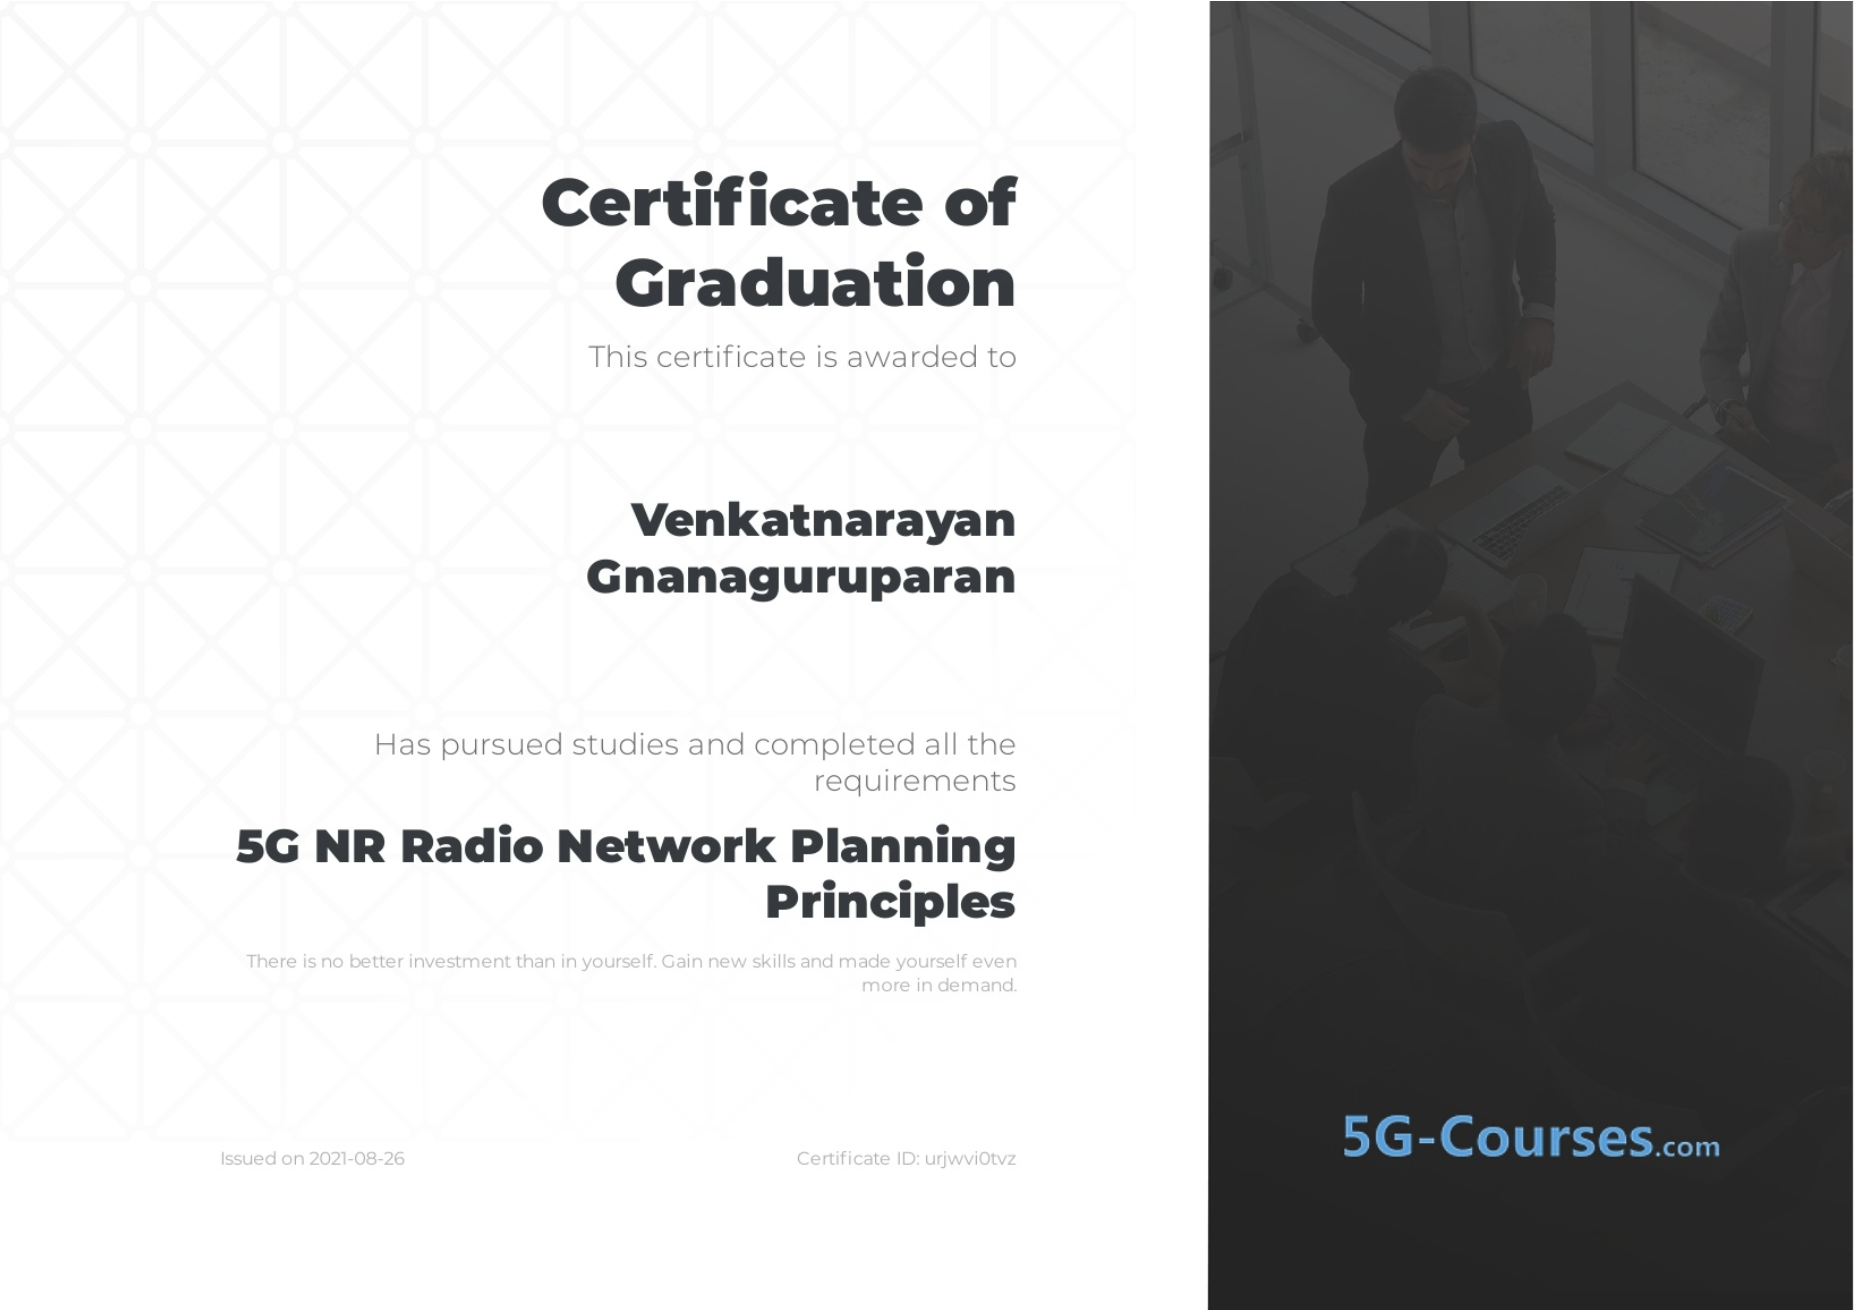 Certificate of
Graduation
This certificate is awarded to
Venkatnarayan
Gnanaguruparan
Has pursued studies and completed all the
requirements
5G NR Radio Network Planning
Principles
There is no better investment than in yourself. Gain new skills and made yourself even
more in demand.
Issued on 2021-08-26
Certificate ID: urjwvi0tvz
5G-Courses.com